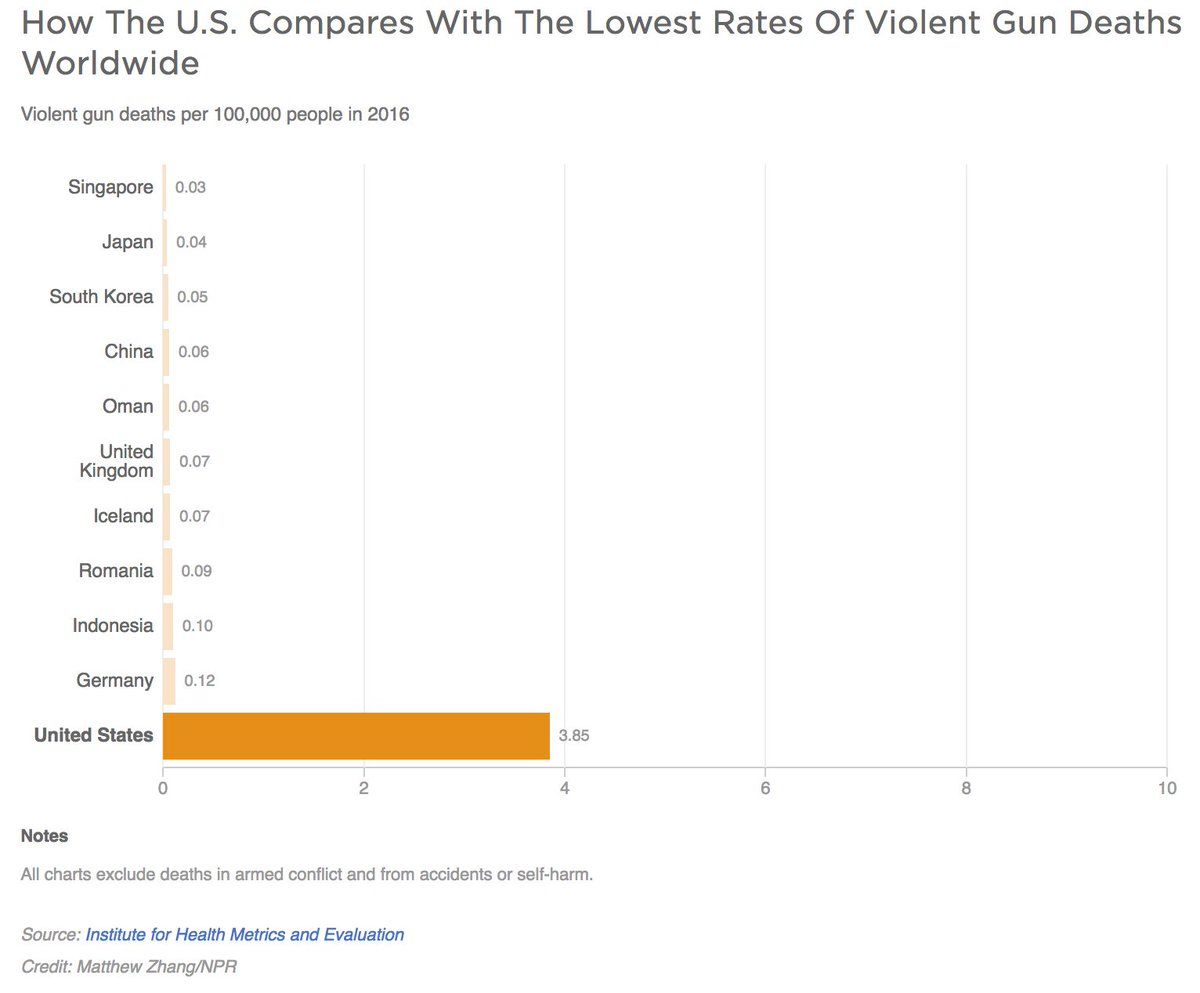 How The U.S. Compares With The Lowest Rates Of Violent Gun Deaths
Worldwide
Violent gun deaths per 100,000 people in 2016
Singapore 0.03
Japan 0.04
South Korea 0.05
China 0.06
Oman 0.06
United
Kingdom 0.07
Iceland 0.07
Romania 0.09
Indonesia 0.10
Germany 0.12
United States 3.85
0 2 4 6 8 10
Notes
All charts exclude deaths in armed conflict and from accidents or self-harm.
Source: Institute for Health Metrics and Evaluation
Credit: Matthew Zhang/NPR